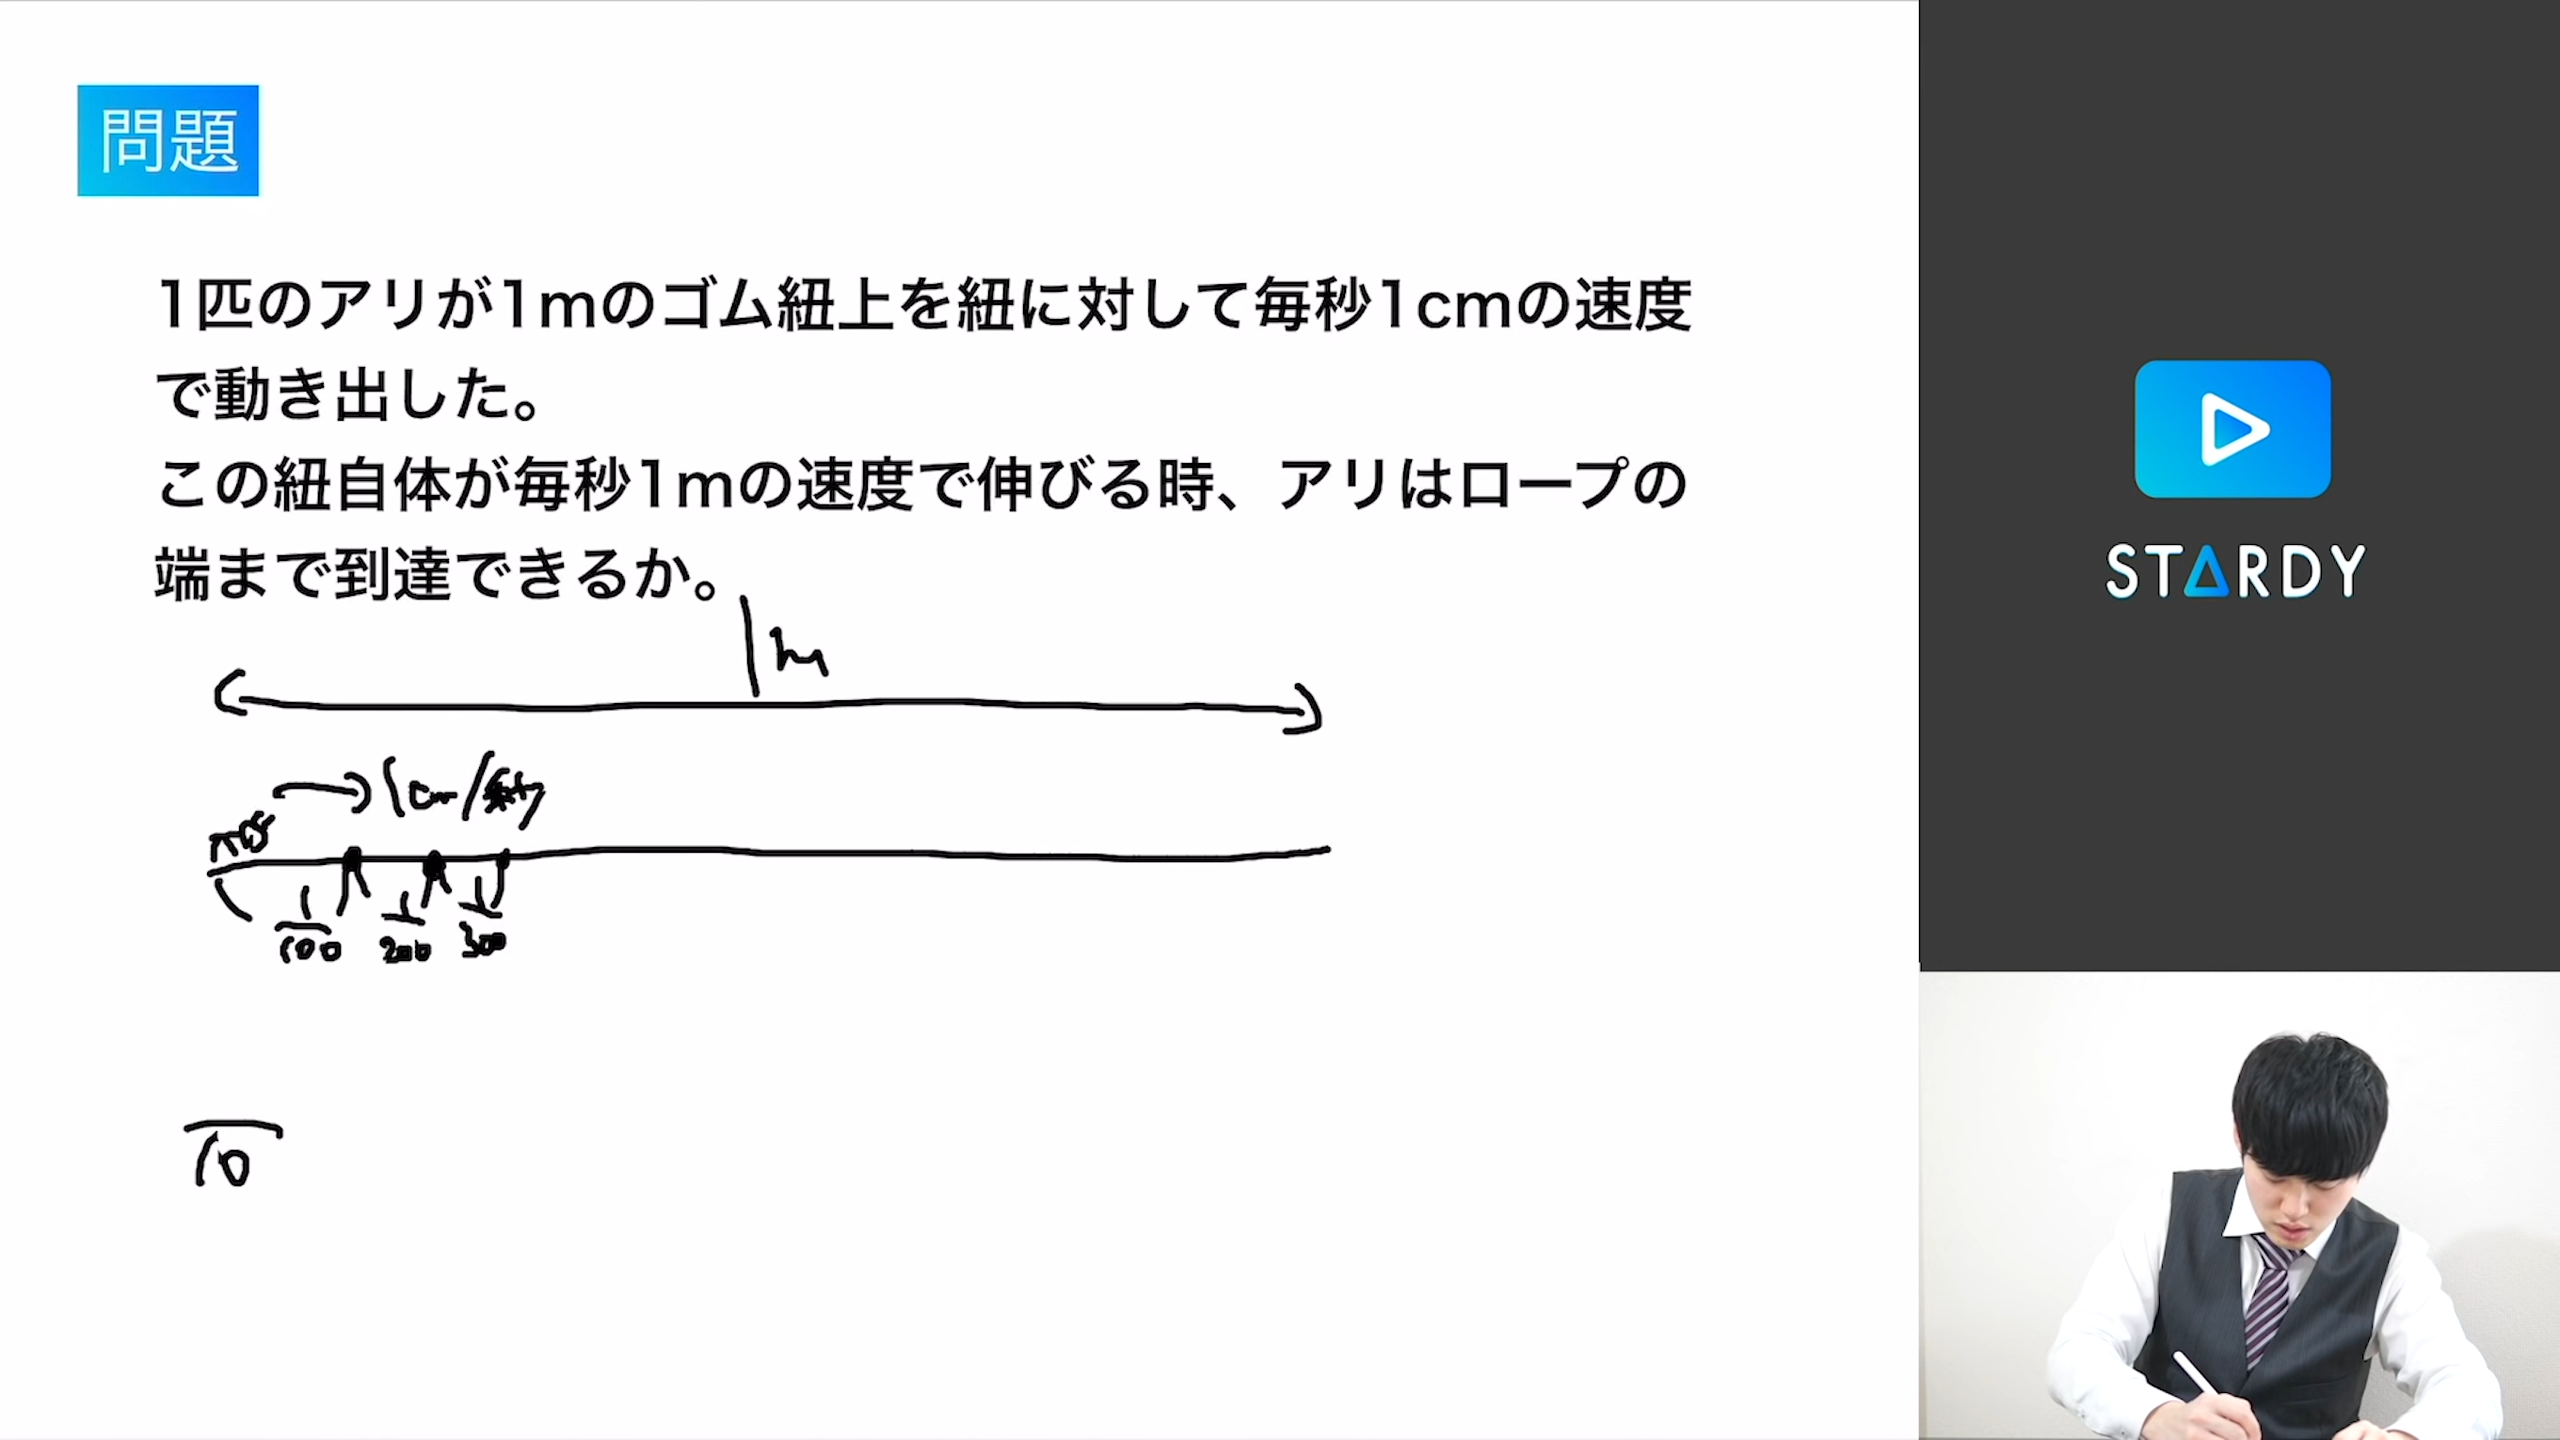 問題
1匹のアリが1mのゴム紐上を紐に対して毎秒1cmの速度
で動き出した。
この紐自体が毎秒1mの速度で伸びる時、アリはロープの
端まで到達できるか。
1m
1cm/秒
1/100 1/200 1/300
10
STARDY